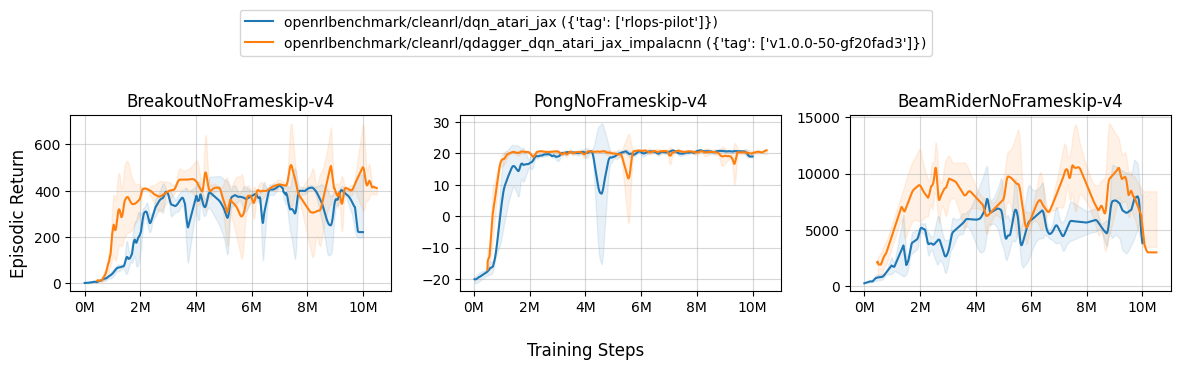 openrlbenchmark/cleanrl/dqn_atari_jax ({'tag': ['rlops-pilot']})
openrlbenchmark/cleanrl/qdagger_dqn_atari_jax_impalacnn ({'tag': ['v1.0.0-50-gf20fad3']})
BreakoutNoFrameskip-v4
PongNoFrameskip-v4
BeamRiderNoFrameskip-v4
Episodic Return
600
400
200
0
0M 2M 4M 6M 8M 10M
30
20
10
0
−10
−20
0M 2M 4M 6M 8M 10M
15000
10000
5000
0
0M 2M 4M 6M 8M 10M
Training Steps